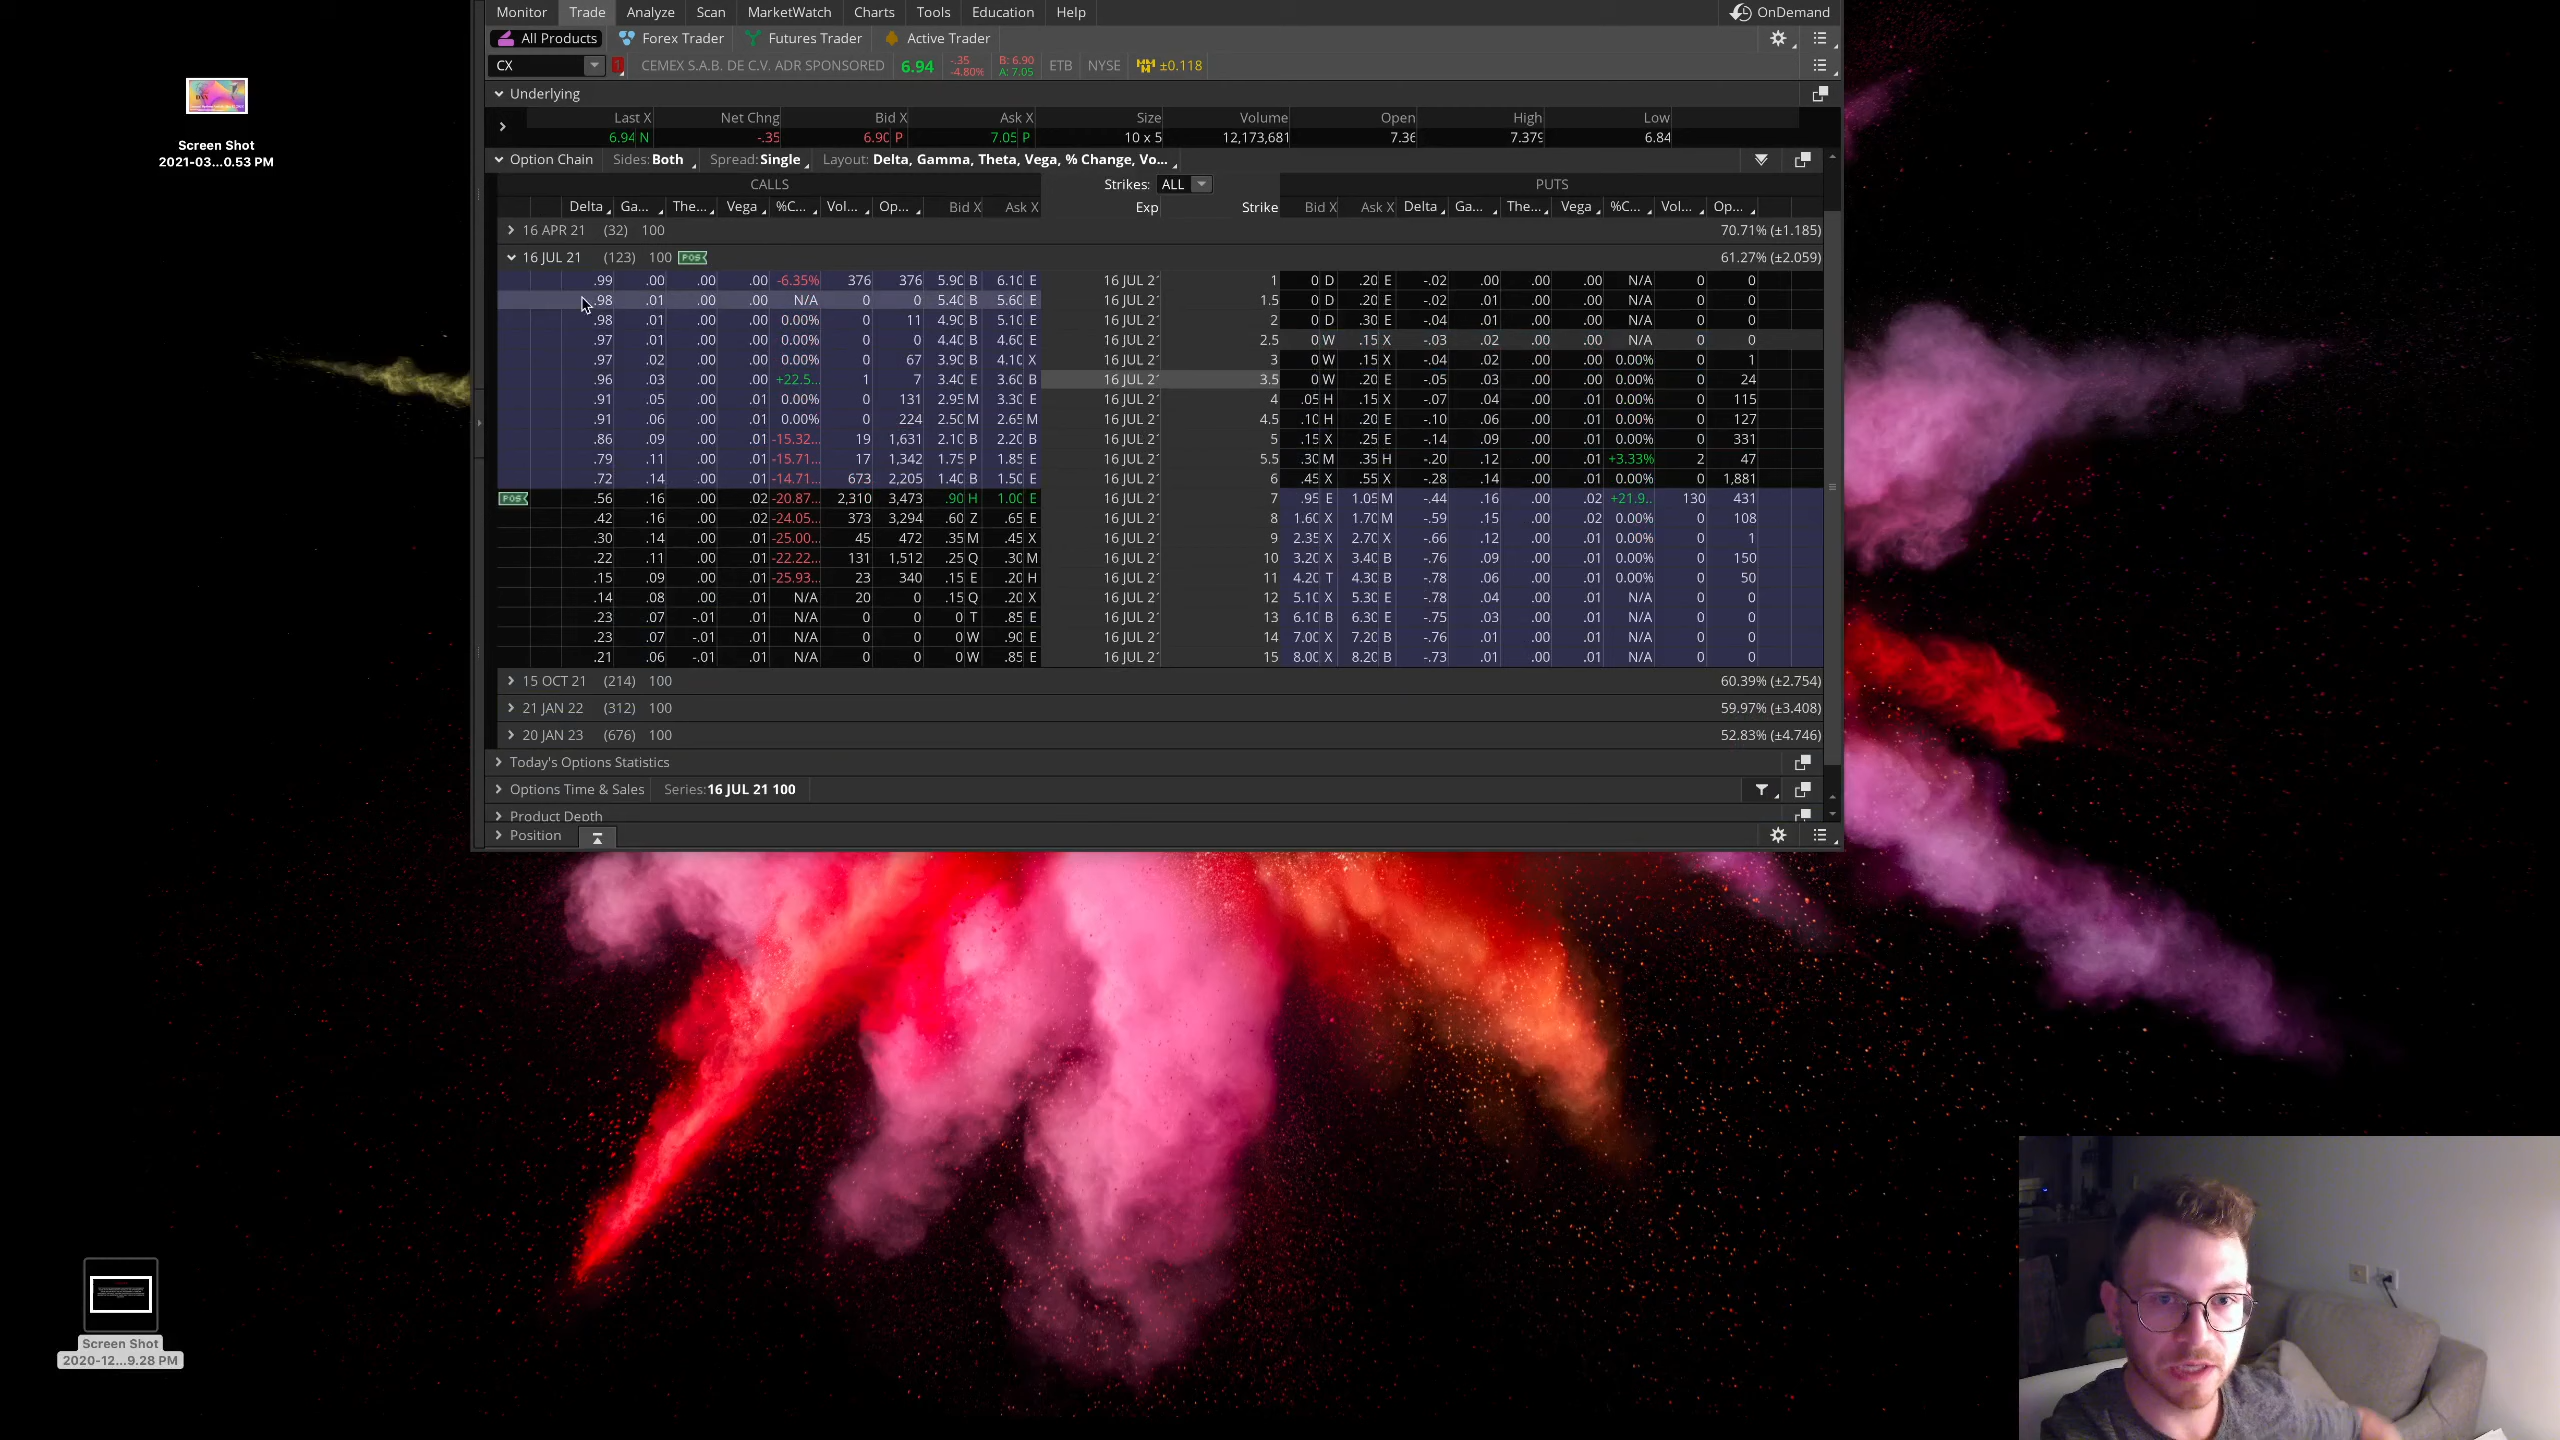 Monitor Trade Analyze Scan MarketWatch Charts Tools Education Help OnDemand
All Products Forex Trader Futures Trader Active Trader
CX 1 CEMEX S.A.B. DE C.V. ADR SPONSORED 6.94 -.35 -4.80% B: 6.90 A: 7.05 ETB NYSE ±0.118
Underlying
Last X Net Chng Bid X Ask X Size Volume Open High Low
6.94 N -.35 6.90 P 7.05 P 10 x 5 12,173,681 7.36 7.379 6.84
Option Chain Sides: Both Spread: Single Layout: Delta, Gamma, Theta, Vega, % Change, Vo...
CALLS Strikes: ALL PUTS
Delta Ga... The... Vega %C... Vol... Op... Bid X Ask X Exp Strike Bid X Ask X Delta Ga... The... Vega %C... Vol... Op...
16 APR 21 (32) 100 70.71% (±1.185)
16 JUL 21 (123) 100 POS 61.27% (±2.059)
.99 .00 .00 .00 -6.35% 376 376 5.90 B 6.10 E 16 JUL 21 1 0 D .20 E -.02 .00 .00 .00 N/A 0 0
.98 .01 .00 .00 N/A 0 0 5.40 B 5.60 E 16 JUL 21 1.5 0 D .20 E -.02 .01 .00 .00 N/A 0 0
.98 .01 .00 .00 0.00% 0 11 4.90 B 5.10 E 16 JUL 21 2 0 D .30 E -.04 .01 .00 .00 N/A 0 0
.97 .01 .00 .00 0.00% 0 0 4.40 B 4.60 E 16 JUL 21 2.5 0 W .15 X -.03 .02 .00 .00 N/A 0 0
.97 .02 .00 .00 0.00% 0 67 3.90 B 4.10 X 16 JUL 21 3 0 W .15 X -.04 .02 .00 .00 0.00% 0 1
.96 .03 .00 .00 +22.5... 1 7 3.40 E 3.60 B 16 JUL 21 3.5 0 W .20 E -.05 .03 .00 .00 0.00% 0 24
.91 .05 .00 .01 0.00% 0 131 2.95 M 3.30 E 16 JUL 21 4 .05 H .15 X -.07 .04 .00 .01 0.00% 0 115
.91 .06 .00 .01 0.00% 0 224 2.50 M 2.65 M 16 JUL 21 4.5 .10 H .20 E -.10 .06 .00 .01 0.00% 0 127
.86 .09 .00 .01 -15.32... 19 1,631 2.10 B 2.20 B 16 JUL 21 5 .15 X .25 E -.14 .09 .00 .01 0.00% 0 331
.79 .11 .00 .01 -15.71... 17 1,342 1.75 P 1.85 E 16 JUL 21 5.5 .30 M .35 H -.20 .12 .00 .01 +3.33% 2 47
.72 .14 .00 .01 -14.71... 673 2,205 1.40 B 1.50 E 16 JUL 21 6 .45 X .55 X -.28 .14 .00 .01 0.00% 0 1,881
POS .56 .16 .00 .02 -20.87... 2,310 3,473 .90 H 1.00 E 16 JUL 21 7 .95 E 1.05 M -.44 .16 .00 .02 +21.9.. 130 431
.42 .16 .00 .02 -24.05... 373 3,294 .60 Z .65 E 16 JUL 21 8 1.60 X 1.70 M -.59 .15 .00 .02 0.00% 0 108
.30 .14 .00 .01 -25.00... 45 472 .35 M .45 X 16 JUL 21 9 2.35 X 2.70 X -.66 .12 .00 .01 0.00% 0 1
.22 .11 .00 .01 -22.22... 131 1,512 .25 Q .30 M 16 JUL 21 10 3.20 X 3.40 B -.76 .09 .00 .01 0.00% 0 150
.15 .09 .00 .01 -25.93... 23 340 .15 E .20 H 16 JUL 21 11 4.20 T 4.30 B -.78 .06 .00 .01 0.00% 0 50
.14 .08 .00 .01 N/A 20 0 .15 Q .20 X 16 JUL 21 12 5.10 X 5.30 E -.78 .04 .00 .01 N/A 0 0
.23 .07 -.01 .01 N/A 0 0 0 T .85 E 16 JUL 21 13 6.10 B 6.30 E -.75 .03 .00 .01 N/A 0 0
.23 .07 -.01 .01 N/A 0 0 0 W .90 E 16 JUL 21 14 7.00 X 7.20 B -.76 .01 .00 .01 N/A 0 0
.21 .06 -.01 .01 N/A 0 0 0 W .85 E 16 JUL 21 15 8.00 X 8.20 B -.73 .01 .00 .01 N/A 0 0
15 OCT 21 (214) 100 60.39% (±2.754)
21 JAN 22 (312) 100 59.97% (±3.408)
20 JAN 23 (676) 100 52.83% (±4.746)
Today's Options Statistics
Options Time & Sales Series: 16 JUL 21 100
Product Depth
Position
Screen Shot
2021-03...0.53 PM
Screen Shot
2020-12...9.28 PM